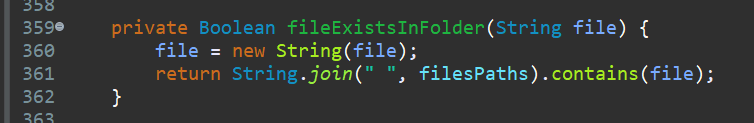 358
359 private Boolean fileExistsInFolder(String file) {
360 file = new String(file);
361 return String.join(" ", filesPaths).contains(file);
362 }
363